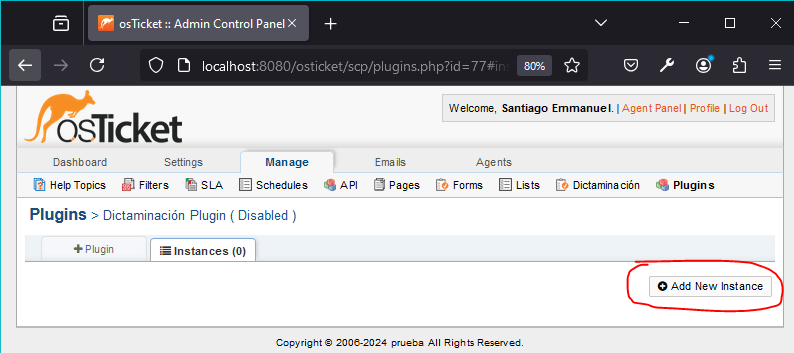 osTicket :: Admin Control Panel
localhost:8080/osticket/scp/plugins.php?id=77#in
80%
osTicket
Welcome, Santiago Emmanuel. | Agent Panel | Profile | Log Out
Dashboard Settings Manage Emails Agents
Help Topics Filters SLA Schedules API Pages Forms Lists Dictaminación Plugins
Plugins > Dictaminación Plugin ( Disabled )
Plugin Instances (0)
Add New Instance
Copyright © 2006-2024 prueba All Rights Reserved.